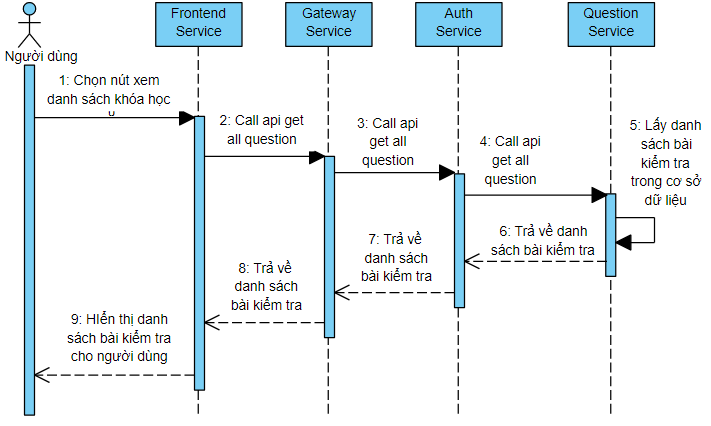 Frontend
Service
Gateway
Service
Auth
Service
Question
Service
Người dùng
1: Chọn nút xem
danh sách khóa học
2: Call api get
all question
3: Call api
get all
question
4: Call api
get all
question
5: Lấy danh
sách bài
kiểm tra
trong cơ sở
dữ liệu
6: Trả về danh
sách bài kiểm tra
7: Trả về
danh sách
bài kiểm tra
8: Trả về
danh sách
bài kiểm tra
9: HIển thị danh
sách bài kiểm tra
cho người dùng